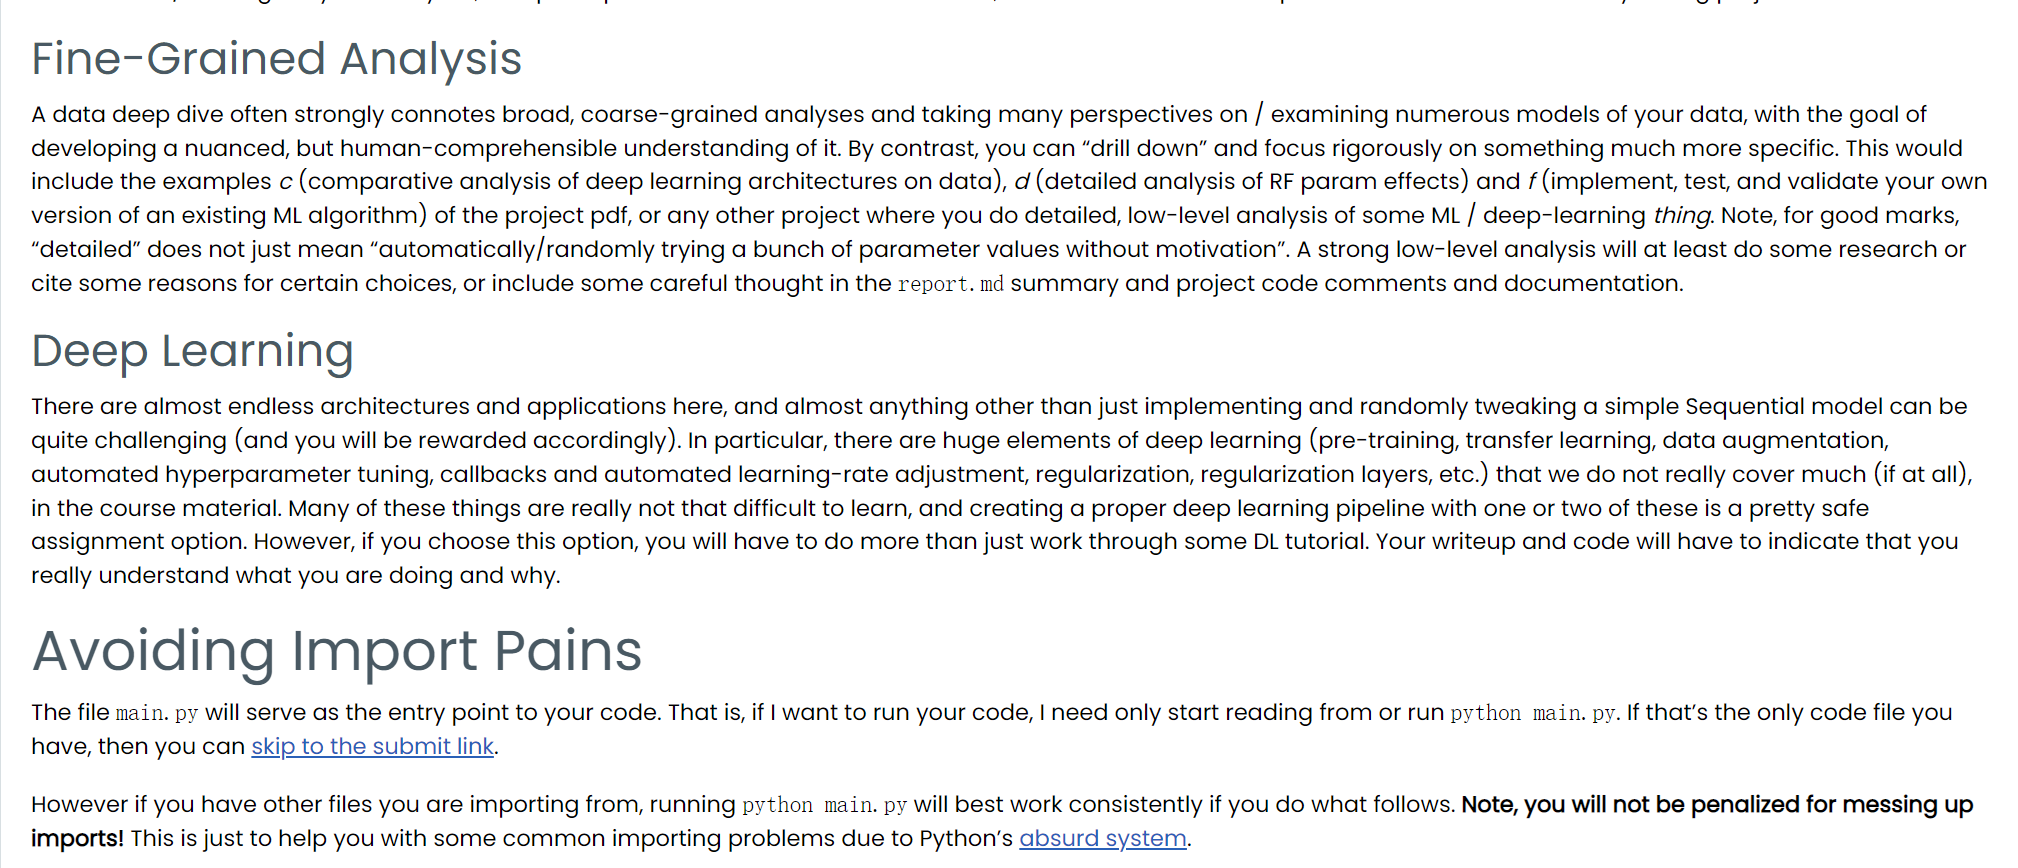 Fine-Grained Analysis
A data deep dive often strongly connotes broad, coarse-grained analyses and taking many perspectives on / examining numerous models of your data, with the goal of
developing a nuanced, but human-comprehensible understanding of it. By contrast, you can “drill down” and focus rigorously on something much more specific. This would
include the examples c (comparative analysis of deep learning architectures on data), d (detailed analysis of RF param effects) and f (implement, test, and validate your own
version of an existing ML algorithm) of the project pdf, or any other project where you do detailed, low-level analysis of some ML / deep-learning thing. Note, for good marks,
“detailed” does not just mean “automatically/randomly trying a bunch of parameter values without motivation”. A strong low-level analysis will at least do some research or
cite some reasons for certain choices, or include some careful thought in the report.md summary and project code comments and documentation.
Deep Learning
There are almost endless architectures and applications here, and almost anything other than just implementing and randomly tweaking a simple Sequential model can be
quite challenging (and you will be rewarded accordingly). In particular, there are huge elements of deep learning (pre-training, transfer learning, data augmentation,
automated hyperparameter tuning, callbacks and automated learning-rate adjustment, regularization, regularization layers, etc.) that we do not really cover much (if at all),
in the course material. Many of these things are really not that difficult to learn, and creating a proper deep learning pipeline with one or two of these is a pretty safe
assignment option. However, if you choose this option, you will have to do more than just work through some DL tutorial. Your writeup and code will have to indicate that you
really understand what you are doing and why.
Avoiding Import Pains
The file main.py will serve as the entry point to your code. That is, if I want to run your code, I need only start reading from or run python main.py. If that’s the only code file you
have, then you can skip to the submit link.
However if you have other files you are importing from, running python main.py will best work consistently if you do what follows. Note, you will not be penalized for messing up
imports! This is just to help you with some common importing problems due to Python’s absurd system.